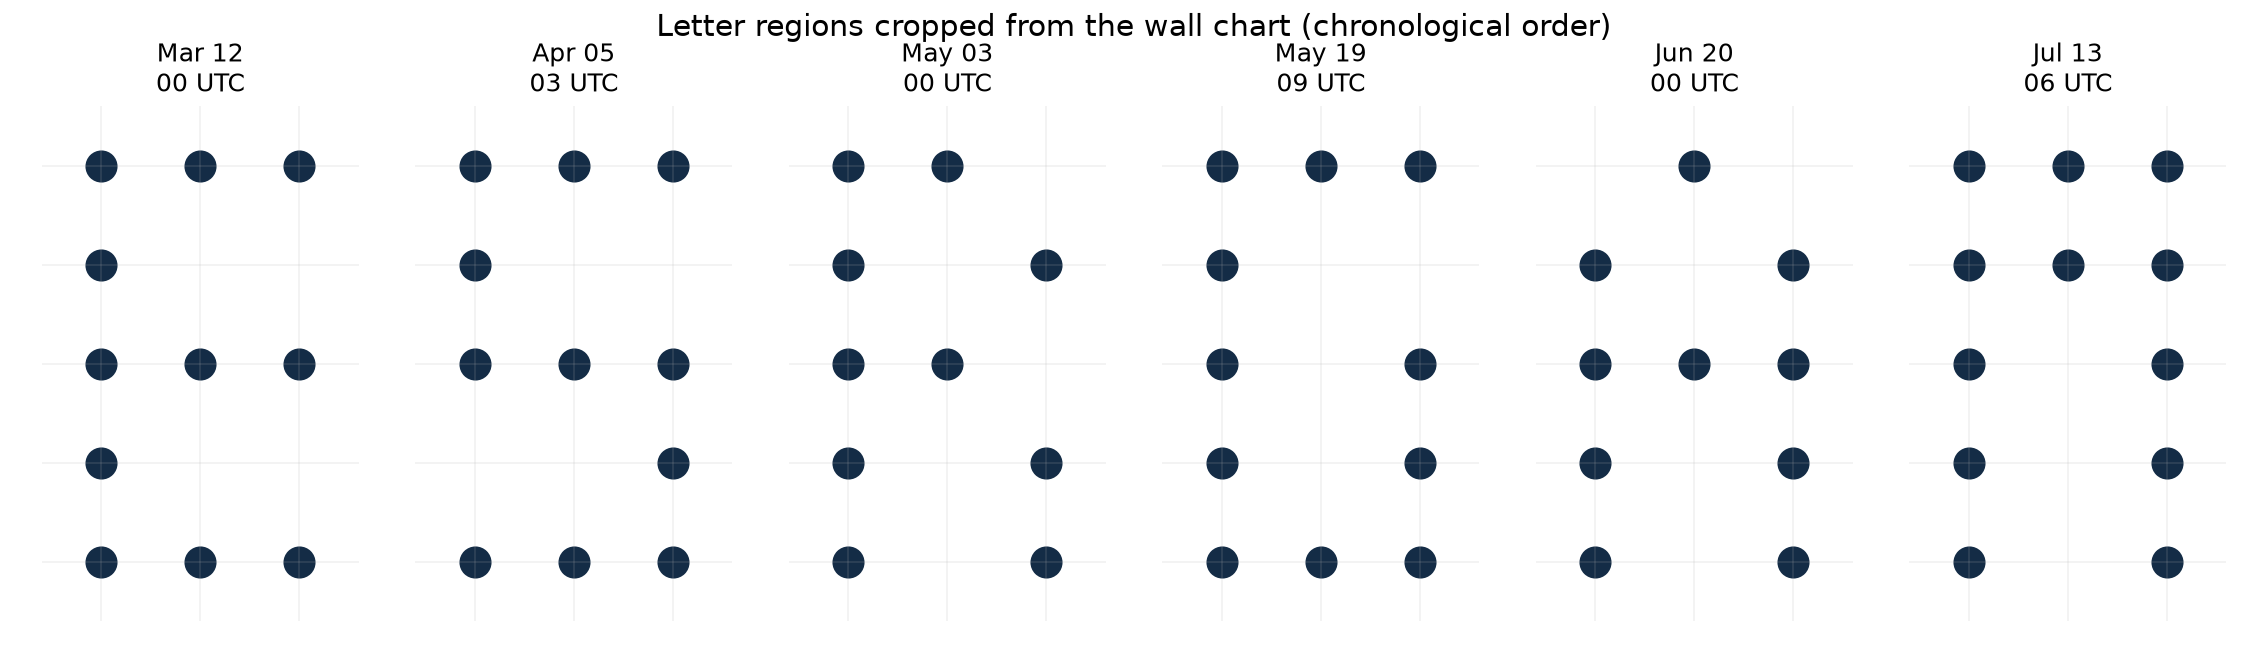 Letter regions cropped from the wall chart (chronological order)
Mar 12
00 UTC
Apr 05
03 UTC
May 03
00 UTC
May 19
09 UTC
Jun 20
00 UTC
Jul 13
06 UTC
E S R G A